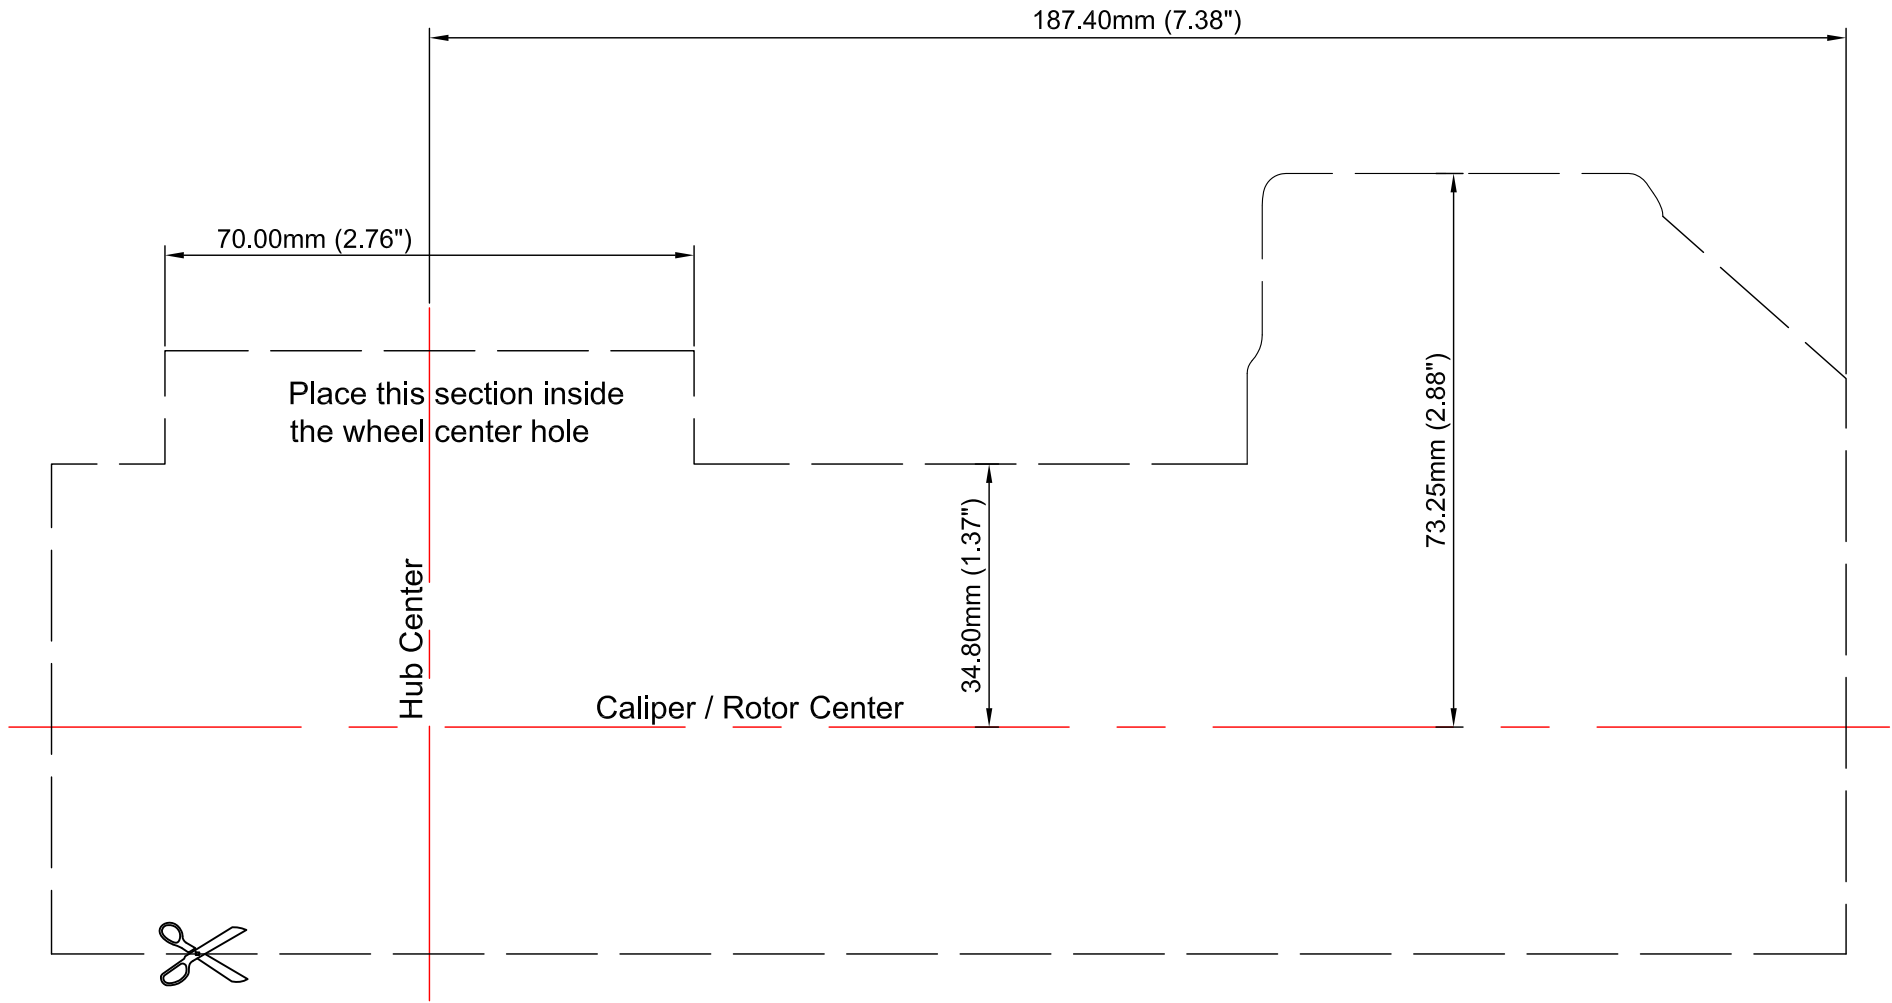 187.40mm (7.38")
70.00mm (2.76")
Place this section inside
the wheel center hole
73.25mm (2.88")
34.80mm (1.37")
Hub Center
Caliper / Rotor Center